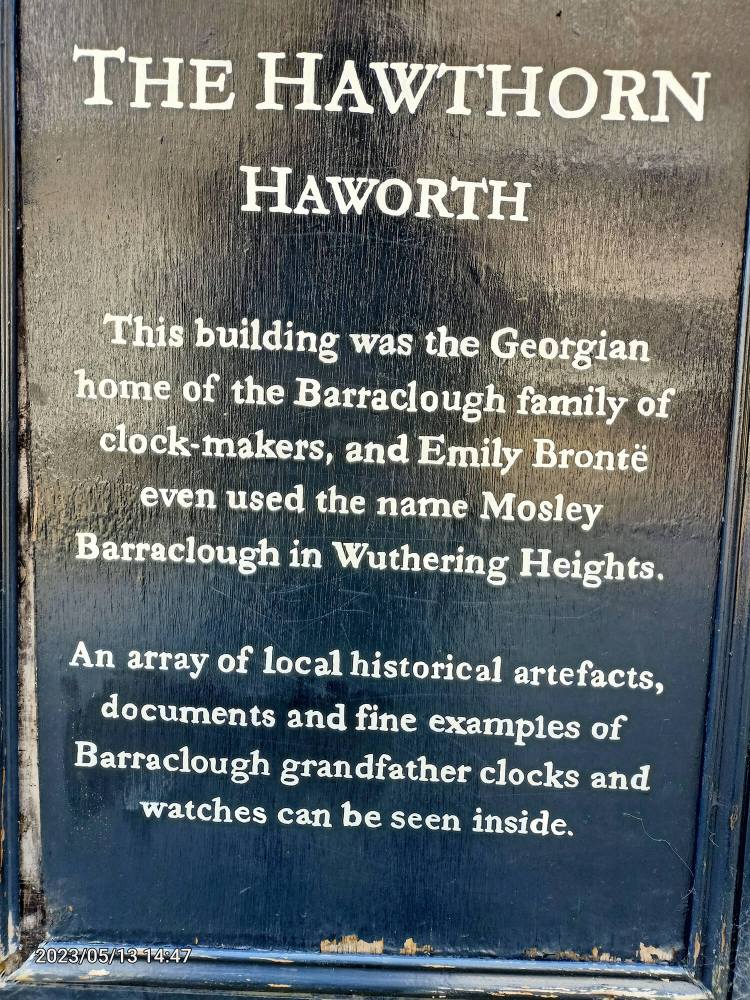 THE HAWTHORN
HAWORTH
This building was the Georgian
home of the Barraclough family of
clock-makers, and Emily Brontë
even used the name Mosley
Barraclough in Wuthering Heights.
An array of local historical artefacts,
documents and fine examples of
Barraclough grandfather clocks and
watches can be seen inside.
2023/05/13 14:47